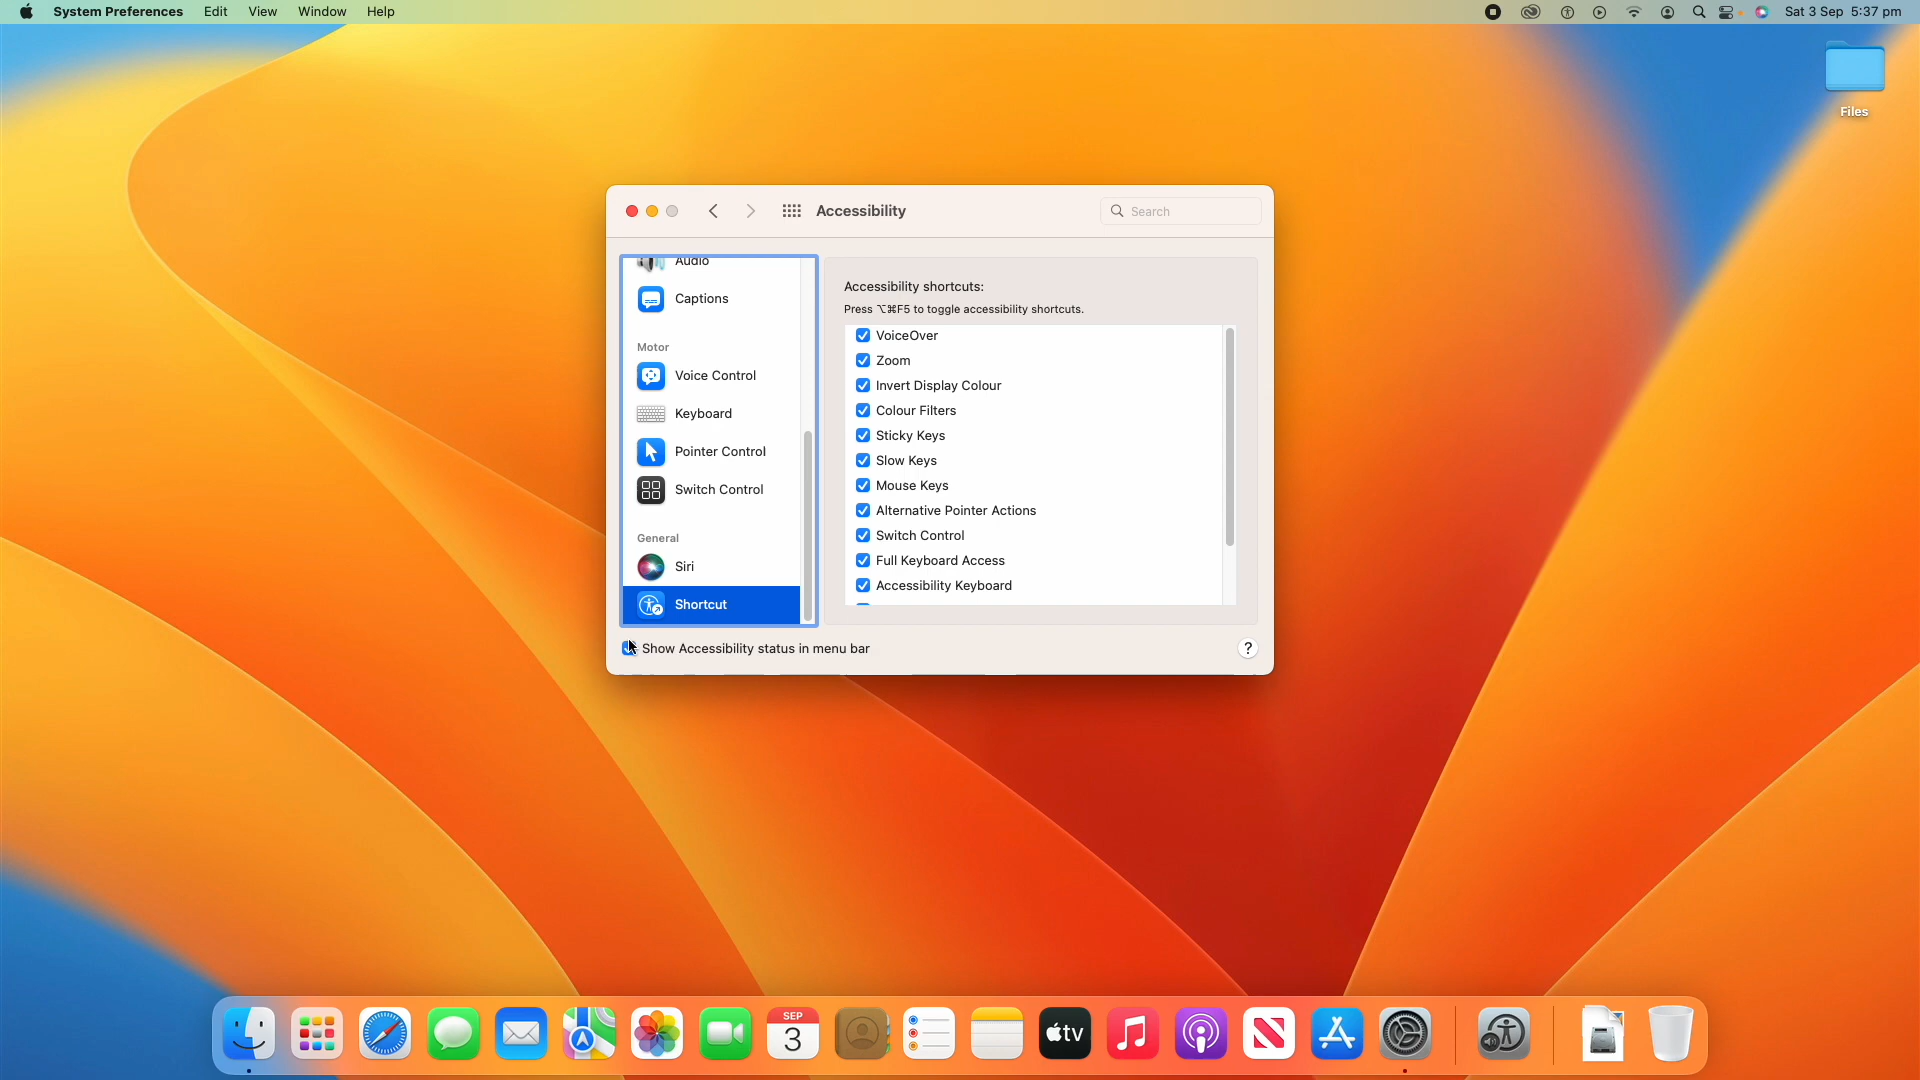 System Preferences Edit View Window Help
Sat 3 Sep 5:37 pm
Files
Accessibility
Search
Audio
Captions
Motor
Voice Control
Keyboard
Pointer Control
Switch Control
General
Siri
Shortcut
Accessibility shortcuts:
Press ⌥⌘F5 to toggle accessibility shortcuts.
VoiceOver
Zoom
Invert Display Colour
Colour Filters
Sticky Keys
Slow Keys
Mouse Keys
Alternative Pointer Actions
Switch Control
Full Keyboard Access
Accessibility Keyboard
Show Accessibility status in menu bar
?
SEP
3
tv